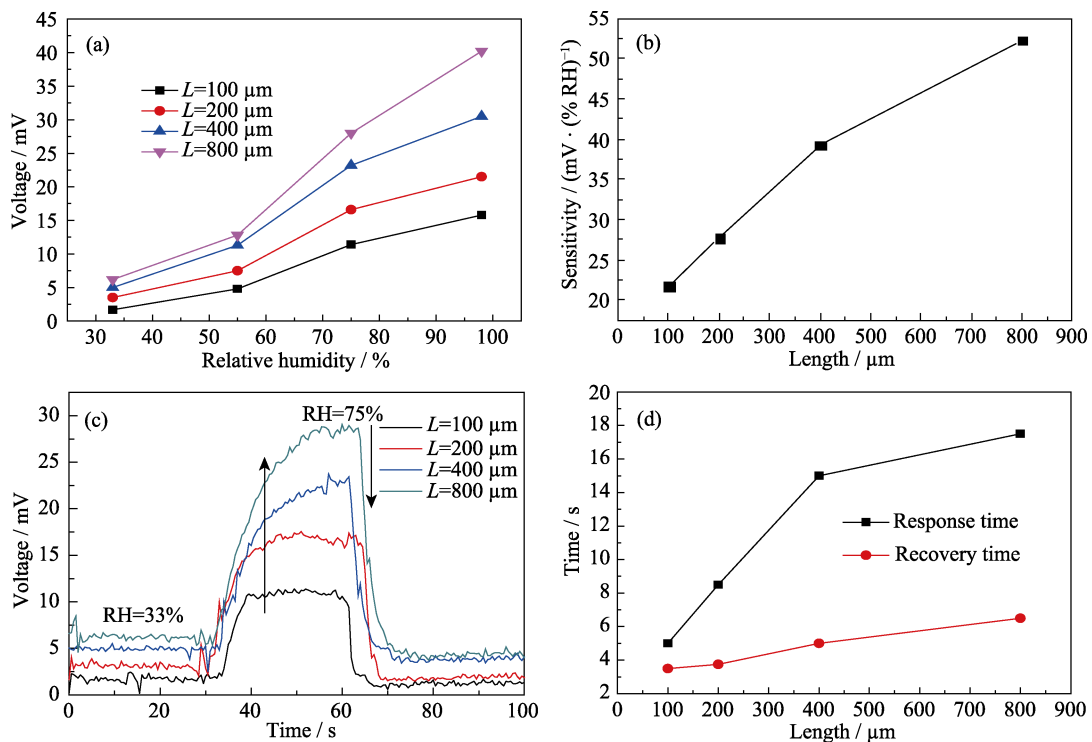 (a)
L=100 µm
L=200 µm
L=400 µm
L=800 µm
45
40
35
30
25
20
15
10
5
0
Voltage / mV
30 40 50 60 70 80 90 100
Relative humidity / %
(b)
55
50
45
40
35
30
25
20
Sensitivity / (mV · (% RH)⁻¹)
0 100 200 300 400 500 600 700 800 900
Length / µm
(c)
RH=75%
L=100 µm
L=200 µm
L=400 µm
L=800 µm
RH=33%
30
25
20
15
10
5
0
Voltage / mV
0 20 40 60 80 100
Time / s
(d)
Response time
Recovery time
20
18
16
14
12
10
8
6
4
2
Time / s
0 100 200 300 400 500 600 700 800 900
Length / µm